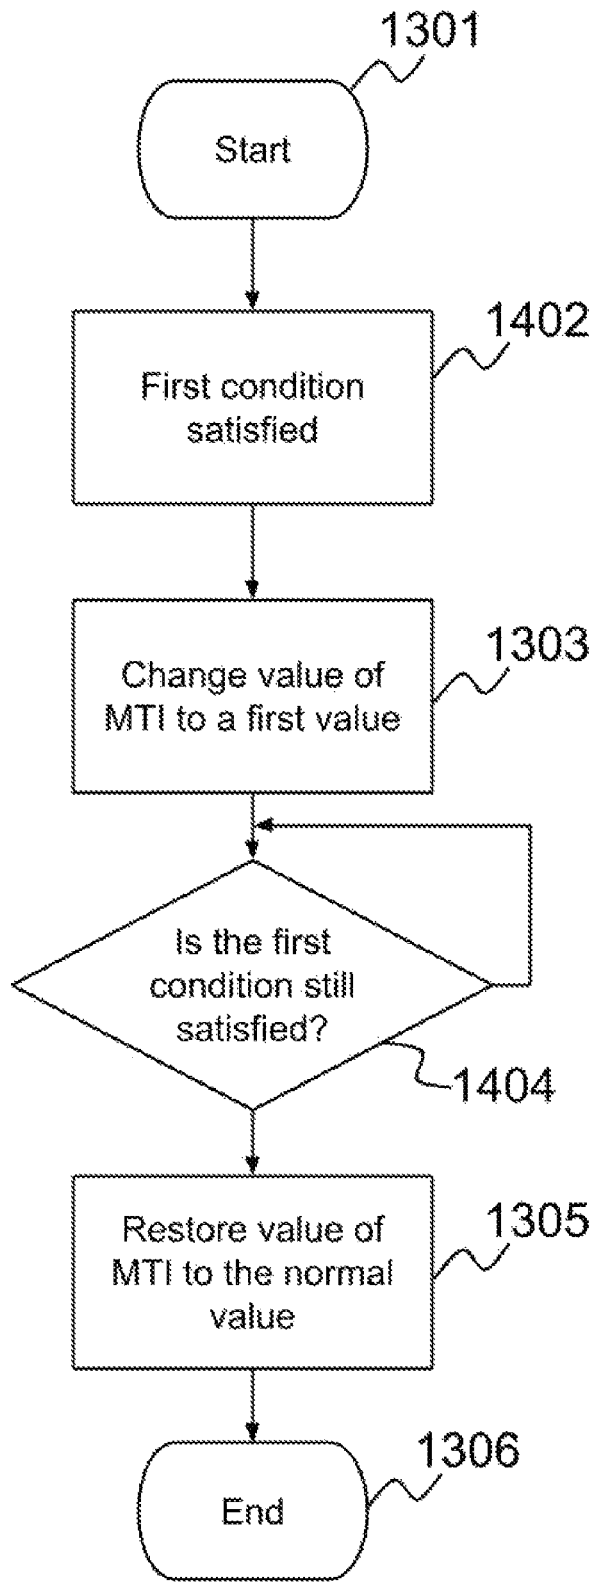 1301
Start
1402
First condition
satisfied
1303
Change value of
MTI to a first value
Is the first
condition still
satisfied?
1404
1305
Restore value of
MTI to the normal
value
1306
End